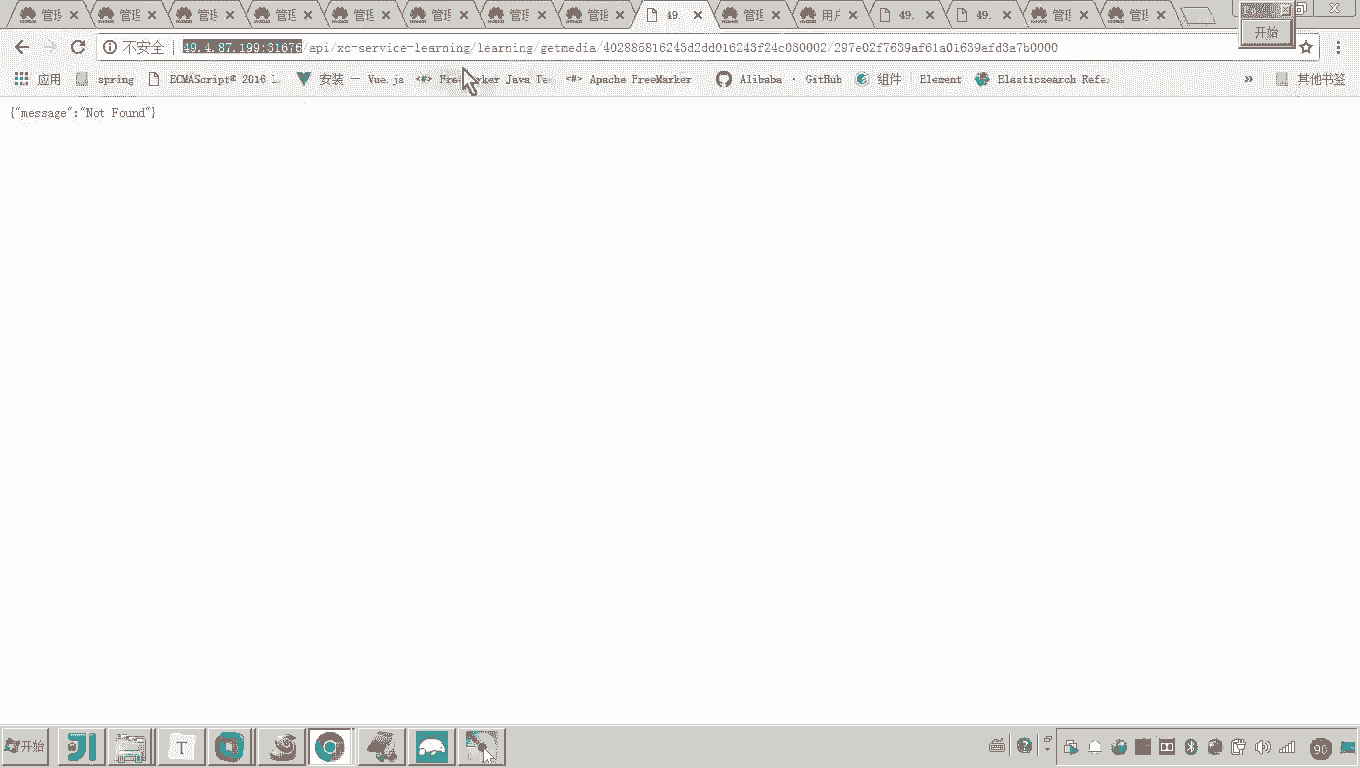 管理 管理 管理 管理 管理 管理 管理 管理 49. 管理 用户 49. 49. 管理 管理
开始
不安全 | 49.4.87.199:31676/api/xc-service-learning/learning/getmedia/402885816243d2dd016243f24c030002/297e02f7639af61a01639afd3a7b0000
应用 spring ECMAScript® 2016 L 安装 — Vue.js <#> FreeMarker Java Te <#> Apache FreeMarker Alibaba · GitHub 组件 | Element Elasticsearch Refe » 其他书签
{"message":"Not Found"}
开始 T 96